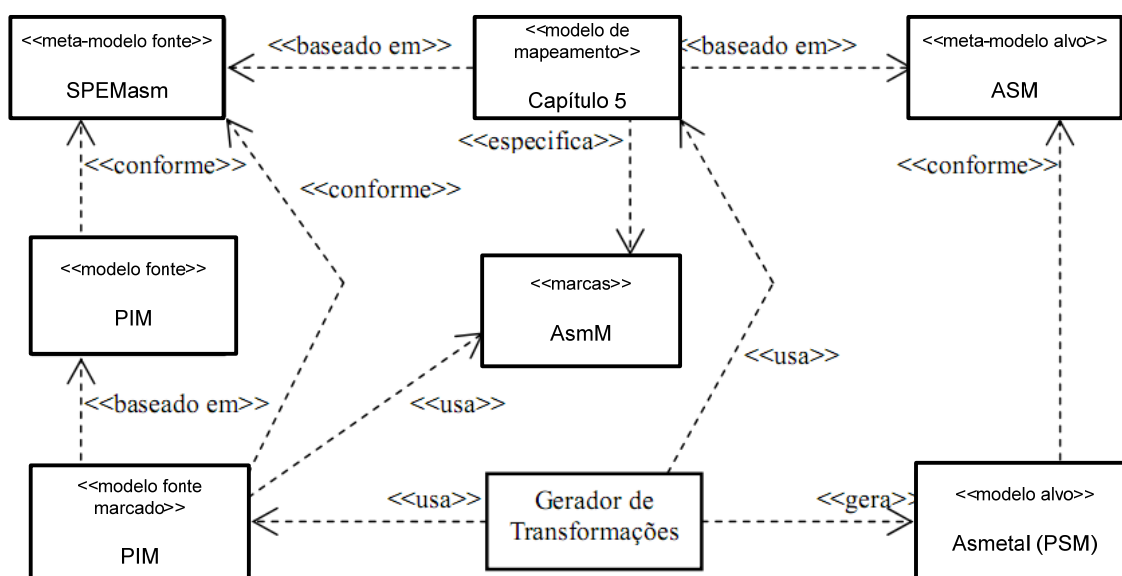 <<meta-modelo fonte>>
SPEMasm
<<baseado em>>
<<modelo de
mapeamento>>
Capítulo 5
<<baseado em>>
<<meta-modelo alvo>>
ASM
<<especifica>>
<<conforme>>
<<conforme>>
<<conforme>>
<<modelo fonte>>
PIM
<<marcas>>
AsmM
<<usa>>
<<baseado em>>
<<usa>>
<<modelo fonte
marcado>>
PIM
<<usa>>
Gerador de
Transformações
<<gera>>
<<modelo alvo>>
Asmetal (PSM)